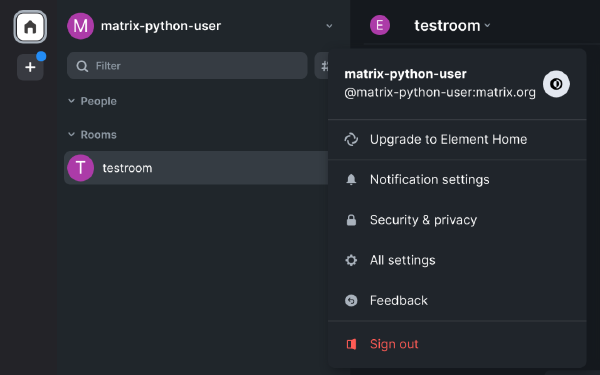 M matrix-python-user
Filter
People
Rooms
T testroom
E testroom
matrix-python-user
@matrix-python-user:matrix.org
Upgrade to Element Home
Notification settings
Security & privacy
All settings
Feedback
Sign out